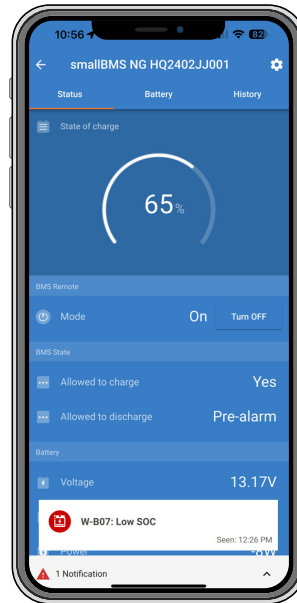 10:56
82
smallBMS NG HQ2402JJ001
Status Battery History
State of charge
65%
BMS Remote
Mode On Turn OFF
BMS State
Allowed to charge Yes
Allowed to discharge Pre-alarm
Battery
Voltage 13.17V
W-B07: Low SOC
Seen: 12:26 PM
Power
1 Notification